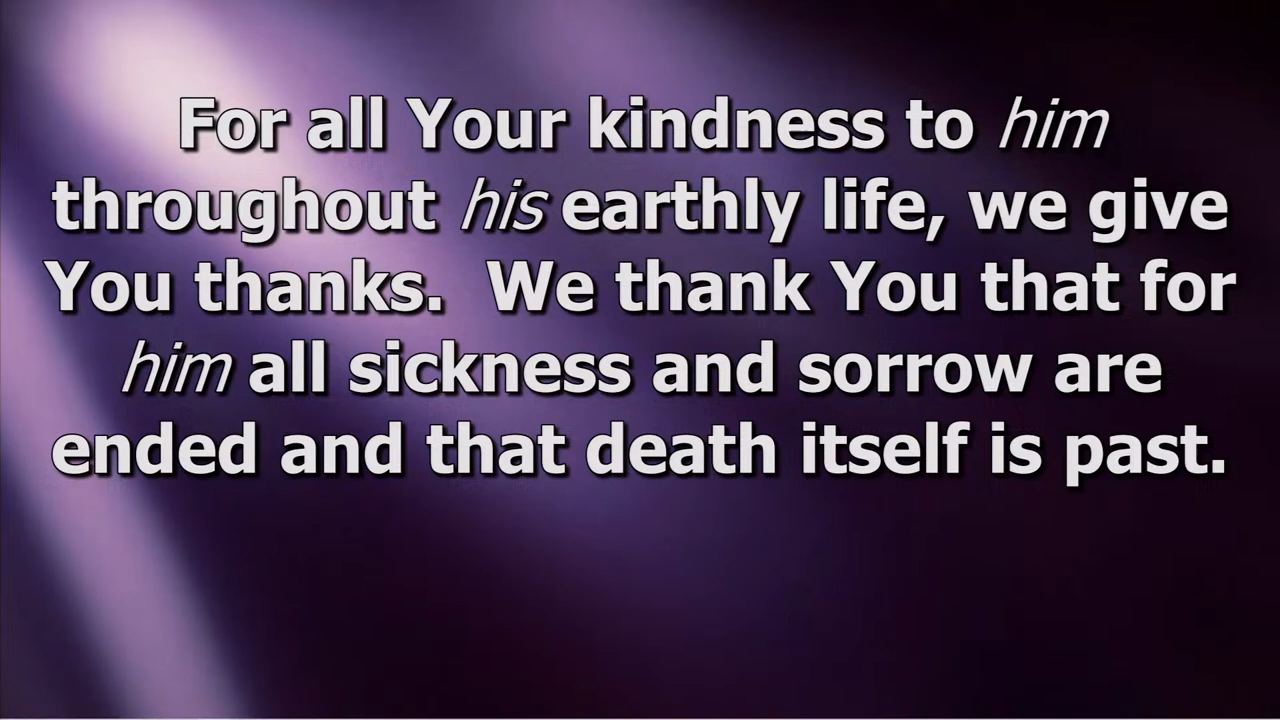 For all Your kindness to him
throughout his earthly life, we give
You thanks.  We thank You that for
him all sickness and sorrow are
ended and that death itself is past.